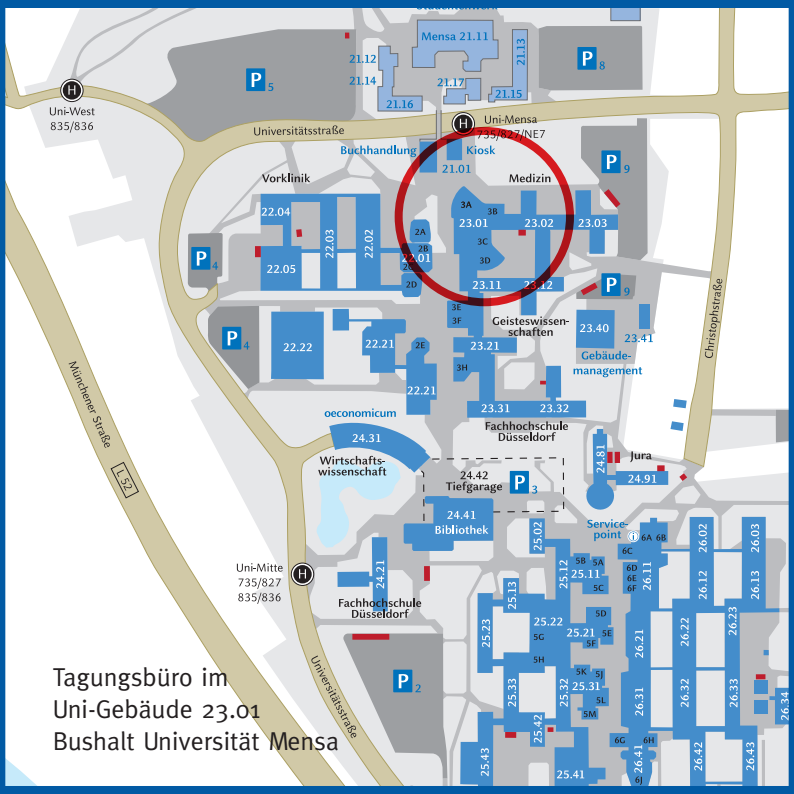 Mensa 21.11
21.12
21.13
21.14
21.17
21.15
21.16
P 5
P 8
H
Uni-West
835/836
H
Uni-Mensa
735/827/NE7
Universitätsstraße
Buchhandlung
Kiosk
21.01
Vorklinik
Medizin
P 9
22.04
22.03
22.02
22.05
2A
2B
22.01
2D
3A
3B
23.01
3C
3D
23.02
23.03
23.11
23.12
P 4
P 9
P 4
22.22
22.21
2E
22.21
3E
3F
23.21
3H
Geisteswissen-
schaften
23.40
23.41
Gebäude-
management
Christophstraße
23.31
23.32
Fachhochschule
Düsseldorf
Münchener Straße
L 52
oeconomicum
24.31
Wirtschafts-
wissenschaft
24.42
Tiefgarage
P 3
24.81
Jura
24.91
24.41
Bibliothek
Service-
point
i
H
Uni-Mitte
735/827
835/836
24.21
Fachhochschule
Düsseldorf
25.02
25.12
5B
5A
25.11
5C
25.13
25.23
25.22
5G
5D
25.21
5E
5F
5H
25.33
25.32
5K
5J
25.31
5L
5M
25.42
25.43
25.41
6A
6B
6C
6D
6E
6F
26.11
26.02
26.03
26.12
26.13
26.21
26.22
26.23
26.31
26.32
26.33
26.34
6G
6H
26.41
6J
26.42
26.43
P 2
Universitätsstraße
Tagungsbüro im
Uni-Gebäude 23.01
Bushalt Universität Mensa